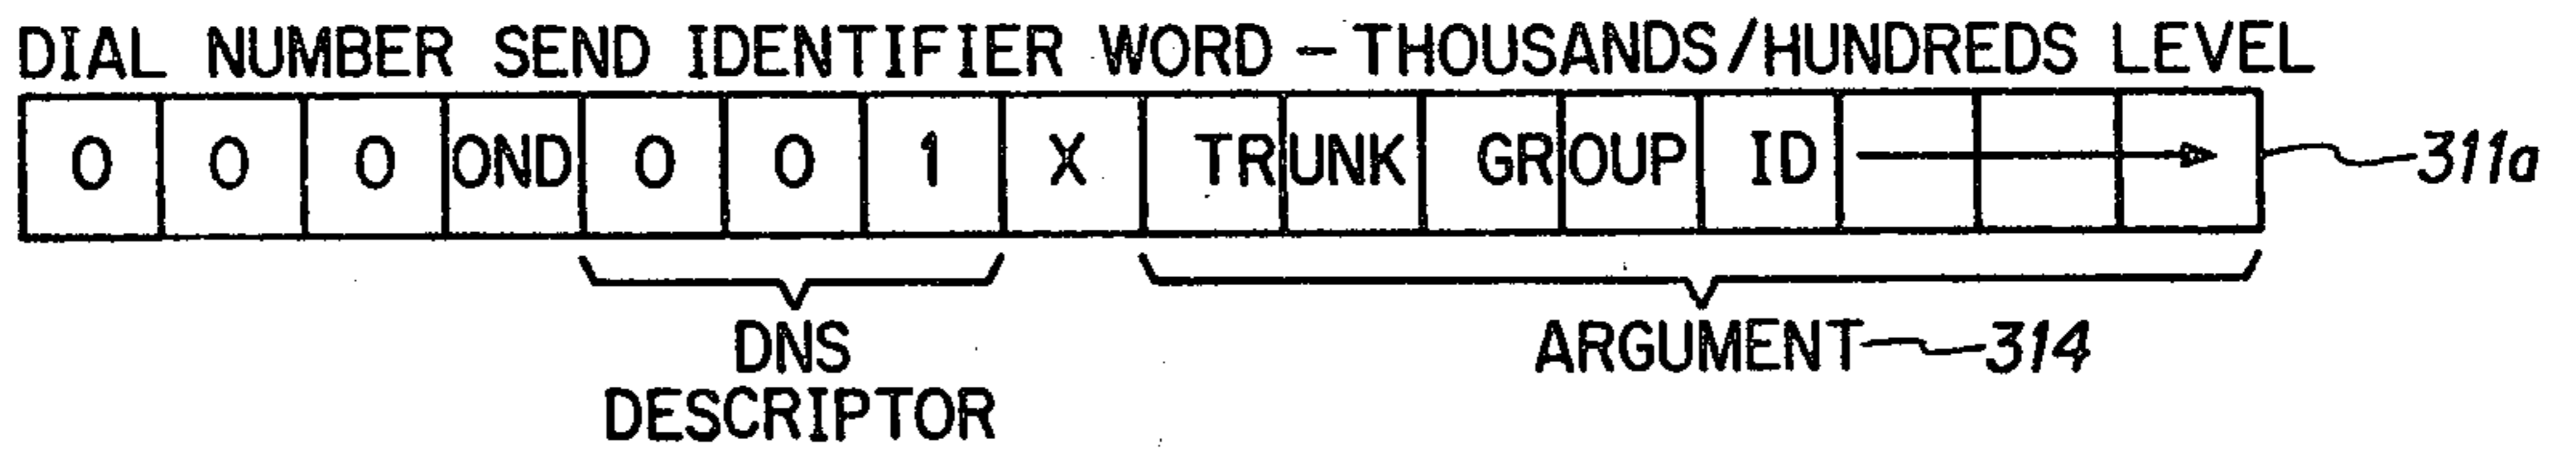 DIAL NUMBER SEND IDENTIFIER WORD - THOUSANDS/HUNDREDS LEVEL
0 0 0 OND 0 0 1 X TRUNK GROUP ID 311a
DNS ARGUMENT 314
DESCRIPTOR